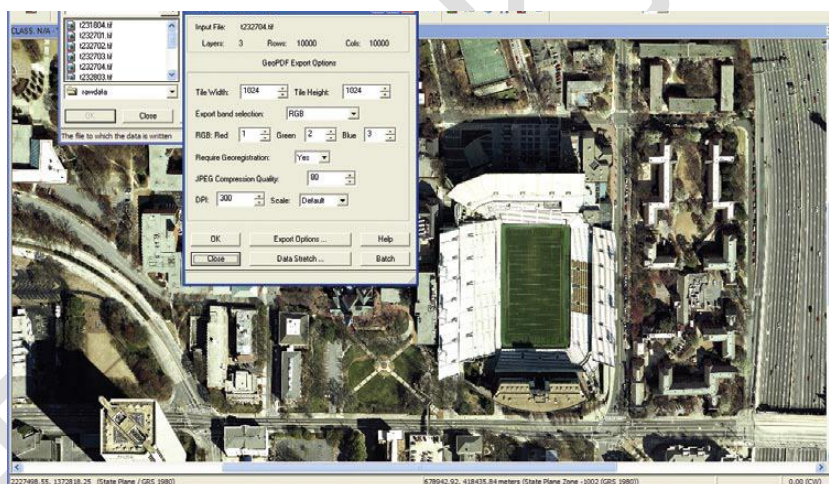 CLASS. N/A
t231804.tif
t232701.tif
t232702.tif
t232703.tif
t232704.tif
t232803.tif
rawdata
OK Close
The file to which the data is written
Input File: t232704.tif
Layers: 3 Rows: 10000 Cols: 10000
GeoPDF Export Options
Tile Width: 1024 Tile Height: 1024
Export band selection: RGB
RGB: Red 1 Green 2 Blue 3
Require Georegistration: Yes
JPEG Compression Quality: 80
DPI: 300 Scale: Default
OK Export Options ... Help
Close Data Stretch ... Batch
2227498.55, 1372818.25 (State Plane / GRS 1980) 678942.92, 418435.84 meters (State Plane Zone -1002 (GRS 1980)) 0.00 (CW)